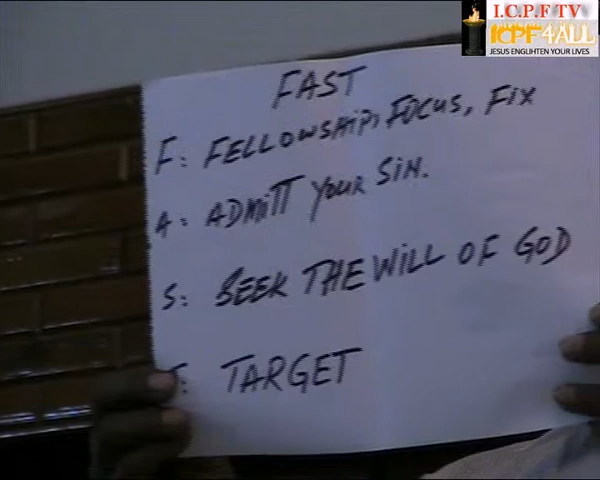 I.C.P.F TV
ICPF4ALL
JESUS ENGLIHTEN YOUR LIVES
FAST
F: FELLOWSHIP, FOCUS, FIX
A: ADMITT YOUR SIN.
S: SEEK THE WILL OF GOD
T: TARGET